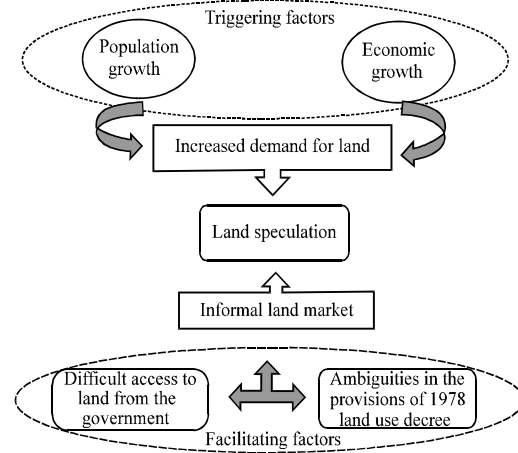 Triggering factors
Population
growth
Economic
growth
Increased demand for land
Land speculation
Informal land market
Difficult access to
land from the
government
Ambiguities in the
provisions of 1978
land use decree
Facilitating factors